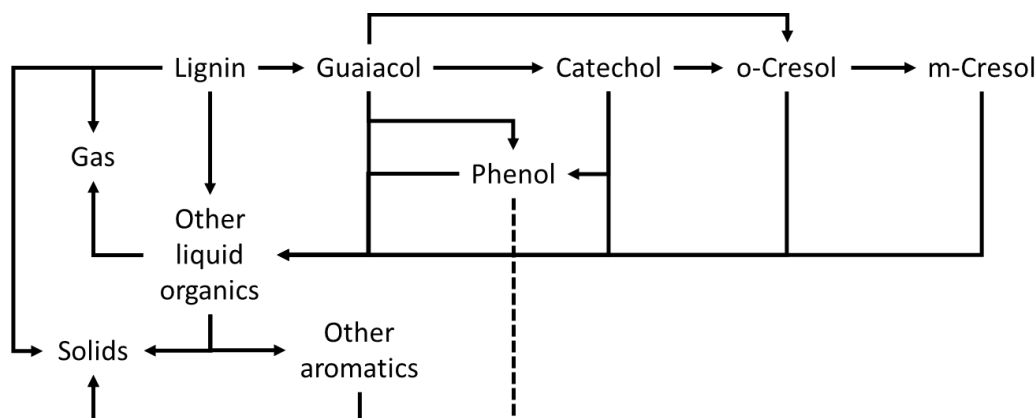 Lignin
Guaiacol
Catechol
o-Cresol
m-Cresol
Gas
Phenol
Other
liquid
organics
Solids
Other
aromatics